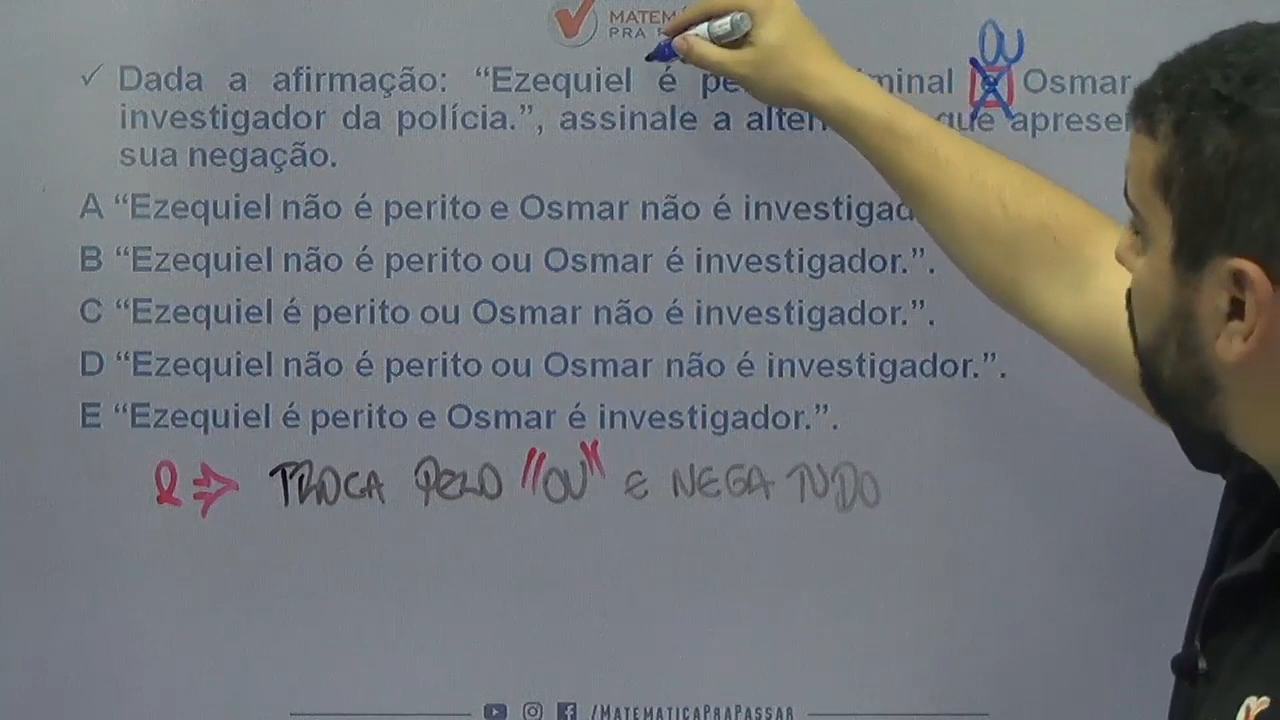 MATEM
PRA
OU
✓ Dada a afirmação: “Ezequiel é pe minal e Osmar
investigador da polícia.”, assinale a alter que aprese
sua negação.
A “Ezequiel não é perito e Osmar não é investigad
B “Ezequiel não é perito ou Osmar é investigador.”.
C “Ezequiel é perito ou Osmar não é investigador.”.
D “Ezequiel não é perito ou Osmar não é investigador.”.
E “Ezequiel é perito e Osmar é investigador.”.
e ⇒ TROCA PELO "OU" E NEGA TUDO
/MATEMATICAPRAPASSAR